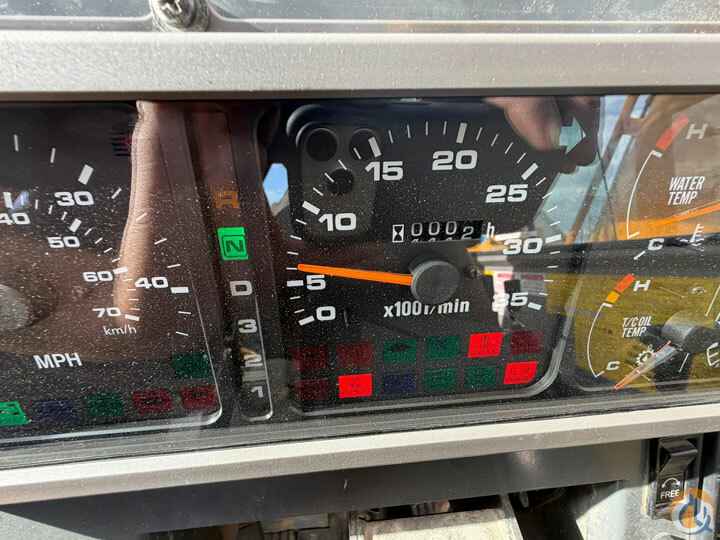 30
40
50
60
40
70
km/h
MPH
R
N
D
3
2
1
0
5
10
15
20
25
30
35
h
x100r/min
H
WATER
TEMP
C
H
T/C OIL
TEMP
C
E
FREE